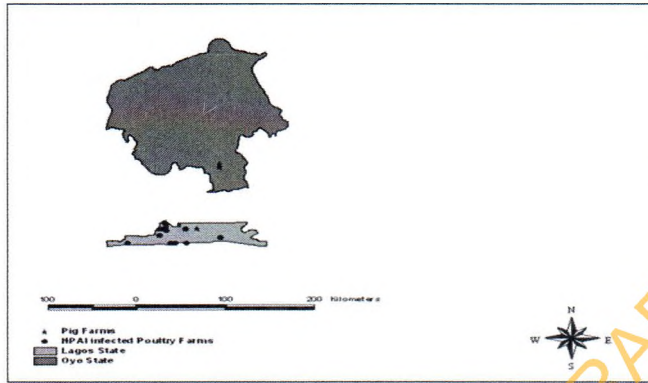 100 0 100 200 Kilometers
N
W E
S
Pig Farms
HPAI infected Poultry Farms
Lagos State
Oyo State